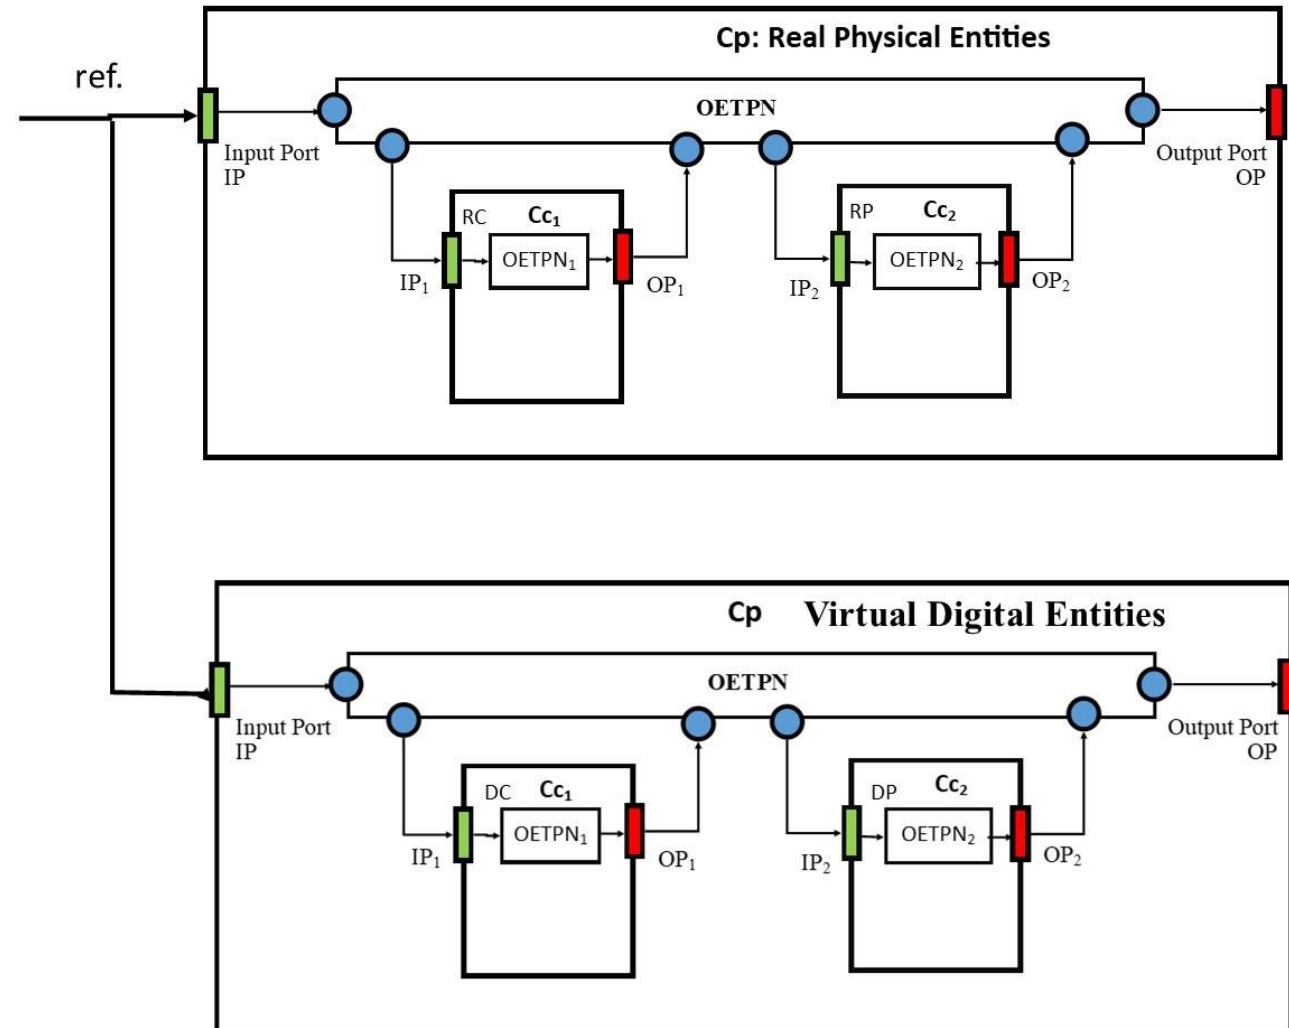 Cp: Real Physical Entities
ref.
OETPN
Input Port
IP
Output Port
OP
RC Cc₁
OETPN₁
IP₁
OP₁
RP Cc₂
OETPN₂
IP₂
OP₂
Cp Virtual Digital Entities
OETPN
Input Port
IP
Output Port
OP
DC Cc₁
OETPN₁
IP₁
OP₁
DP Cc₂
OETPN₂
IP₂
OP₂